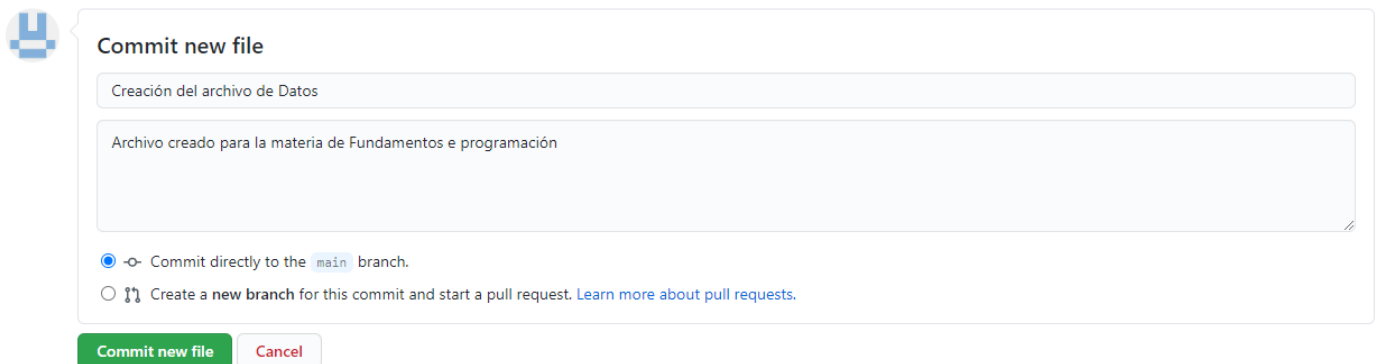 Commit new file
Creación del archivo de Datos
Archivo creado para la materia de Fundamentos e programación
Commit directly to the main branch.
Create a new branch for this commit and start a pull request. Learn more about pull requests.
Commit new file Cancel